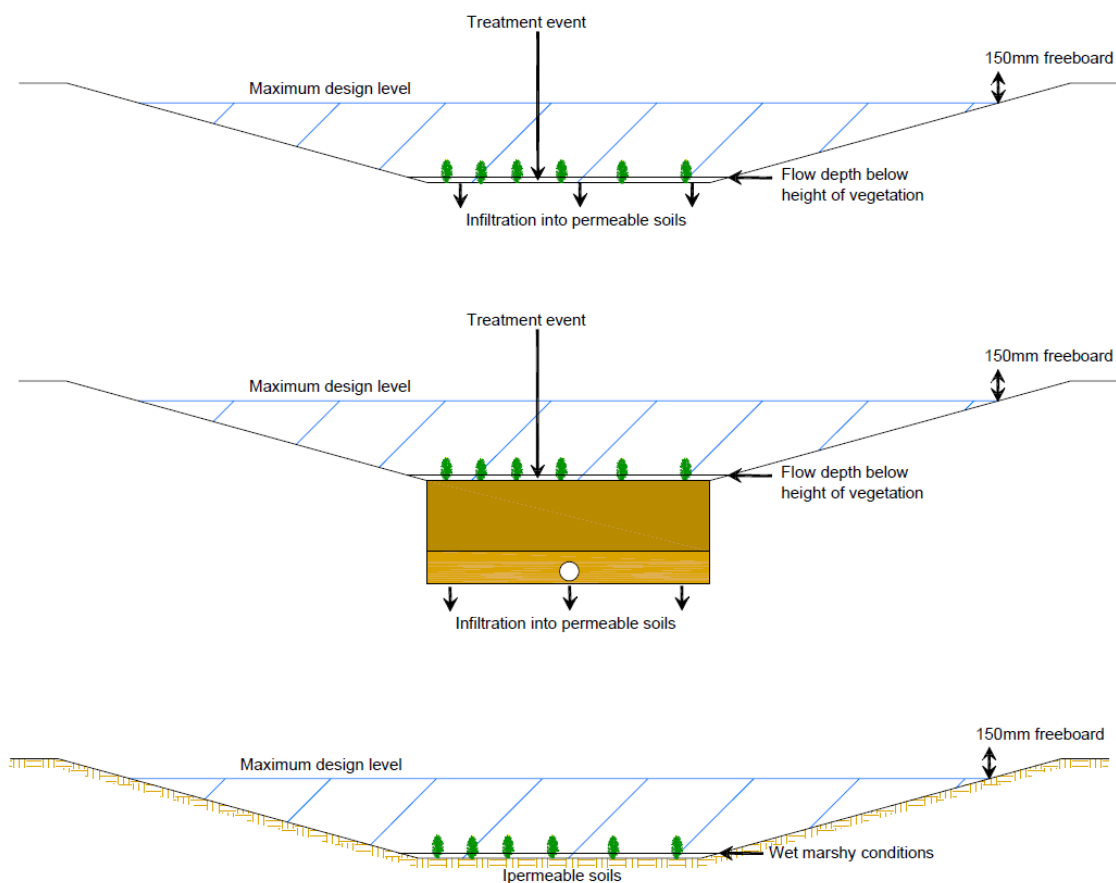 Treatment event
150mm freeboard
Maximum design level
Flow depth below
height of vegetation
Infiltration into permeable soils
Treatment event
150mm freeboard
Maximum design level
Flow depth below
height of vegetation
Infiltration into permeable soils
150mm freeboard
Maximum design level
Wet marshy conditions
Ipermeable soils